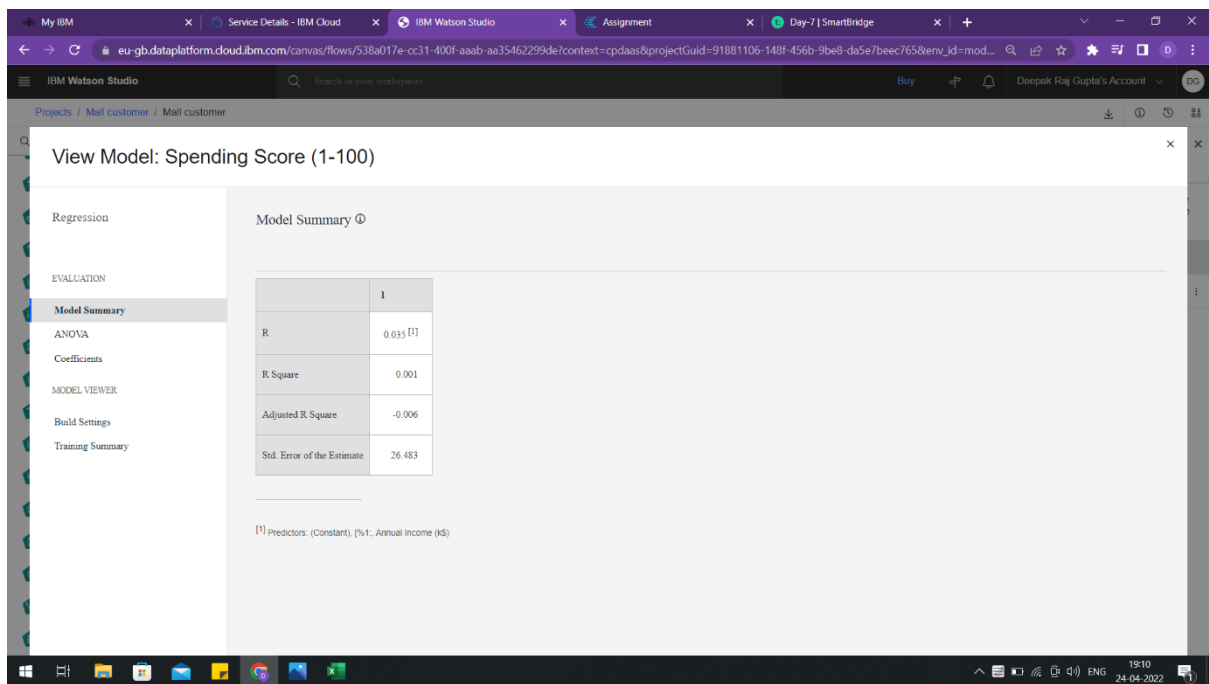 My IBM
Service Details - IBM Cloud
IBM Watson Studio
Assignment
Day-7 | SmartBridge
eu-gb.dataplatform.cloud.ibm.com/canvas/flows/538a017e-cc31-400f-aaab-aa35462299de?context=cpdaas&projectGuid=91881106-148f-456b-9be8-da5e7beec765&env_id=mod...
D
IBM Watson Studio
Search in your workspaces
Buy
Deepak Raj Gupta's Account
DG
Projects / Mall customer / Mall customer
View Model: Spending Score (1-100)
Regression
Model Summary
EVALUATION
Model Summary
ANOVA
Coefficients
MODEL VIEWER
Build Settings
Training Summary
1
R 0.035 [1]
R Square 0.001
Adjusted R Square -0.006
Std. Error of the Estimate 26.483
[1] Predictors: (Constant), [%1:, Annual Income (k$)
ENG
19:10
24-04-2022
1